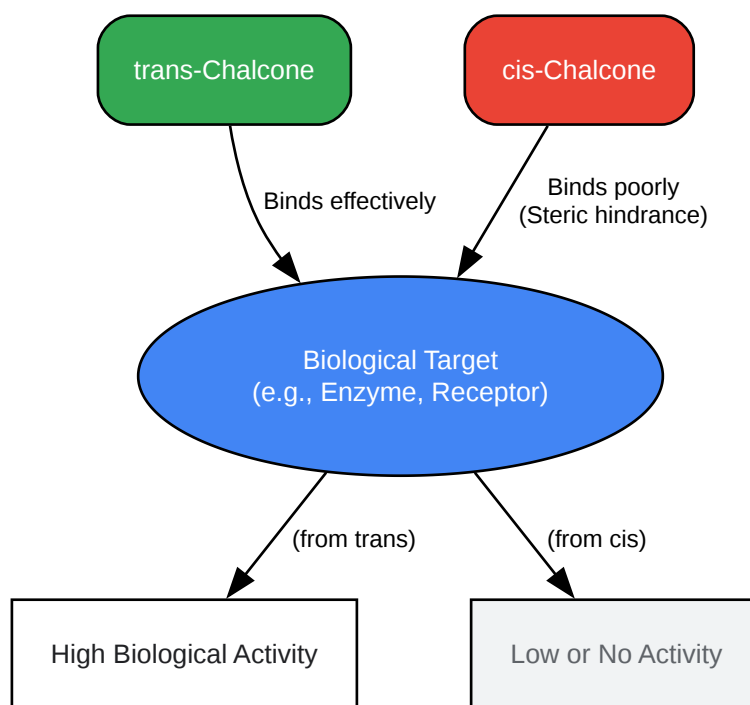 trans-Chalcone
cis-Chalcone
Binds effectively
Binds poorly
(Steric hindrance)
Biological Target
(e.g., Enzyme, Receptor)
(from trans)
(from cis)
High Biological Activity
Low or No Activity